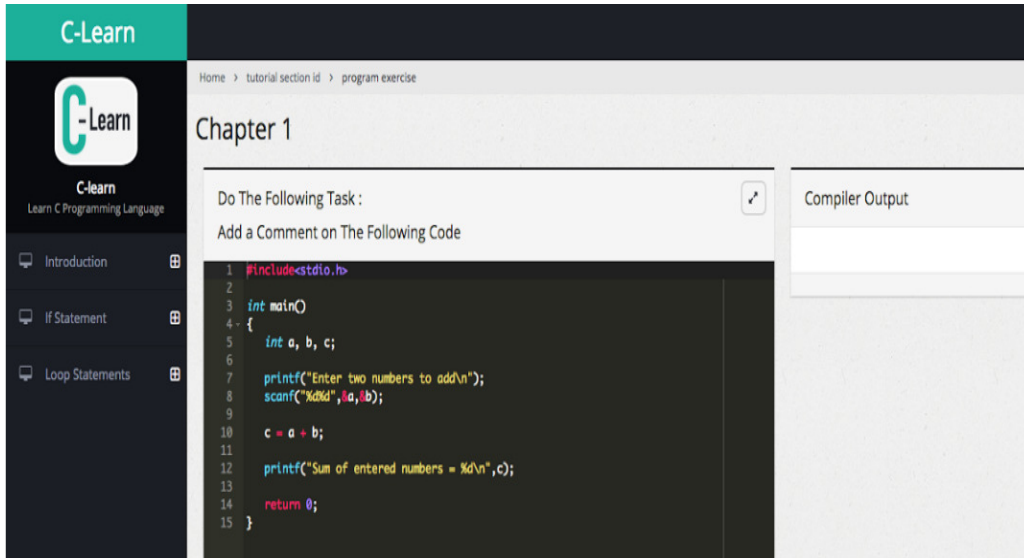 C-Learn
C-Learn
C-learn
Learn C Programming Language
Introduction
If Statement
Loop Statements
Home > tutorial section id > program exercise
Chapter 1
Do The Following Task :
Add a Comment on The Following Code
1 #include<stdio.h>
2
3 int main()
4 {
5 int a, b, c;
6
7 printf("Enter two numbers to add\n");
8 scanf("%d%d",&a,&b);
9
10 c = a + b;
11
12 printf("Sum of entered numbers = %d\n",c);
13
14 return 0;
15 }
Compiler Output